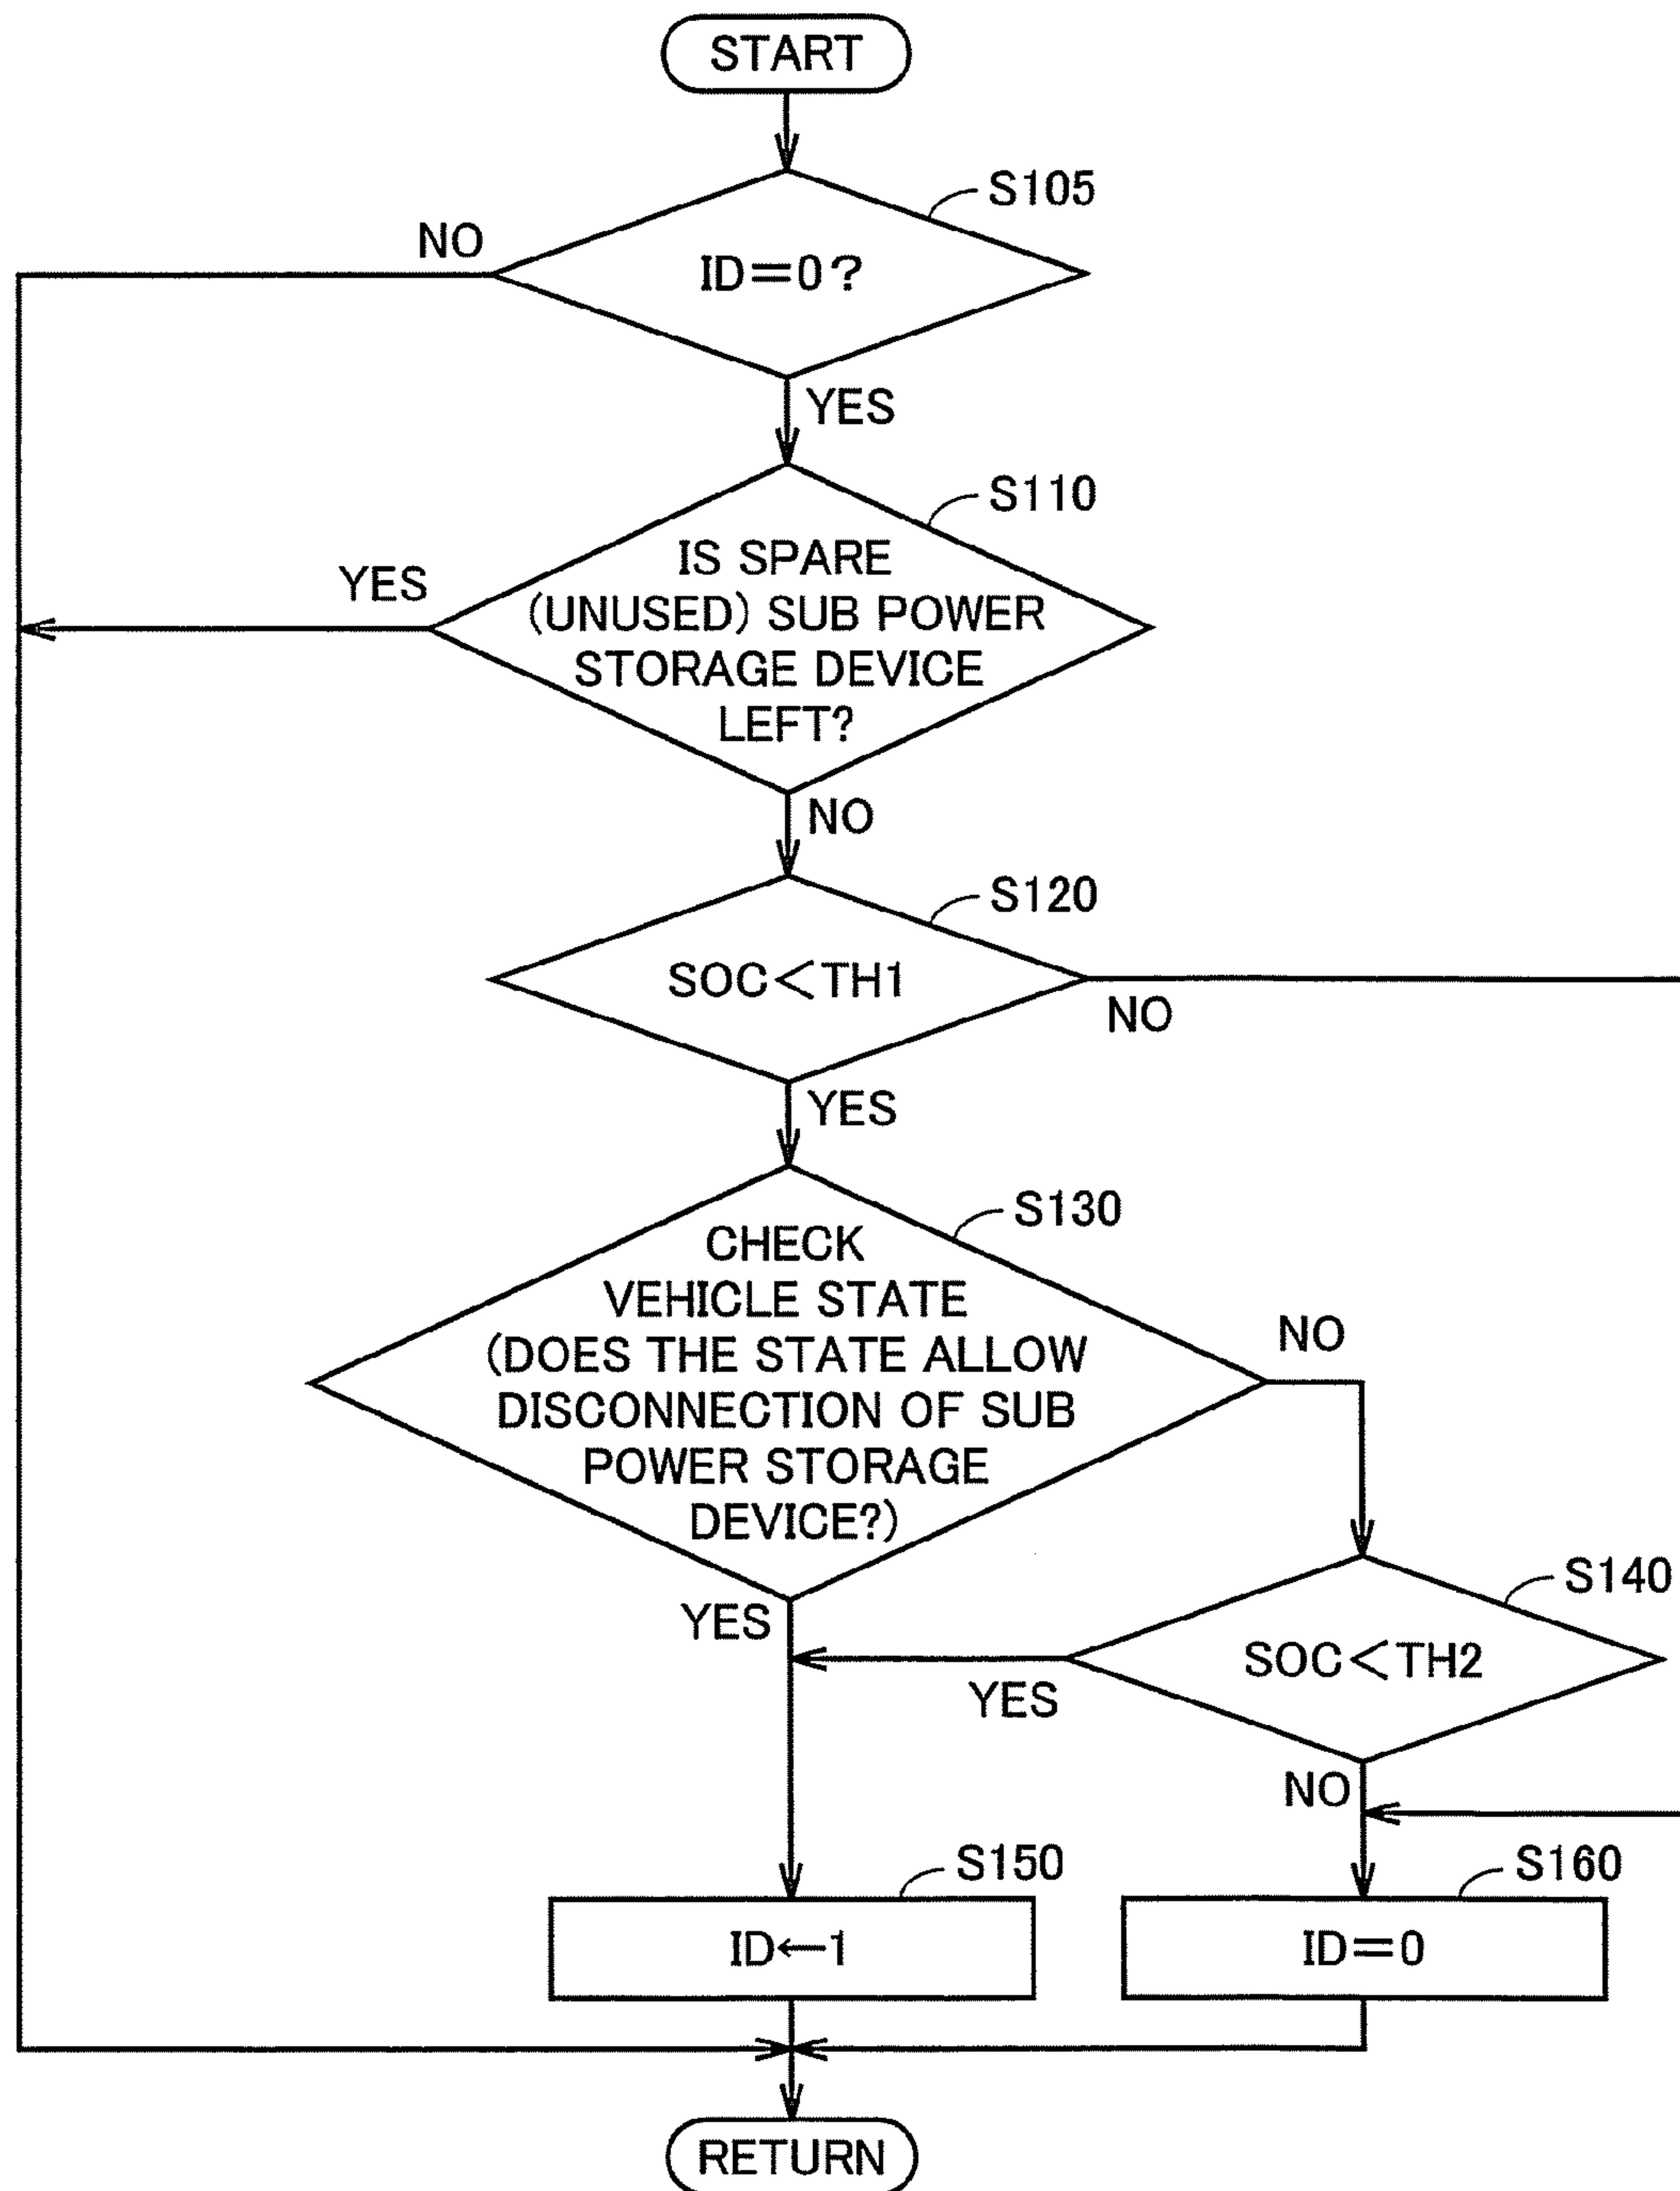 START
S105
NO
ID=0?
YES
S110
YES
IS SPARE
(UNUSED) SUB POWER
STORAGE DEVICE
LEFT?
NO
S120
SOC<TH1
NO
YES
S130
CHECK
VEHICLE STATE
(DOES THE STATE ALLOW
DISCONNECTION OF SUB
POWER STORAGE
DEVICE?)
NO
YES
S140
SOC<TH2
YES
NO
S150
S160
ID←1
ID=0
RETURN